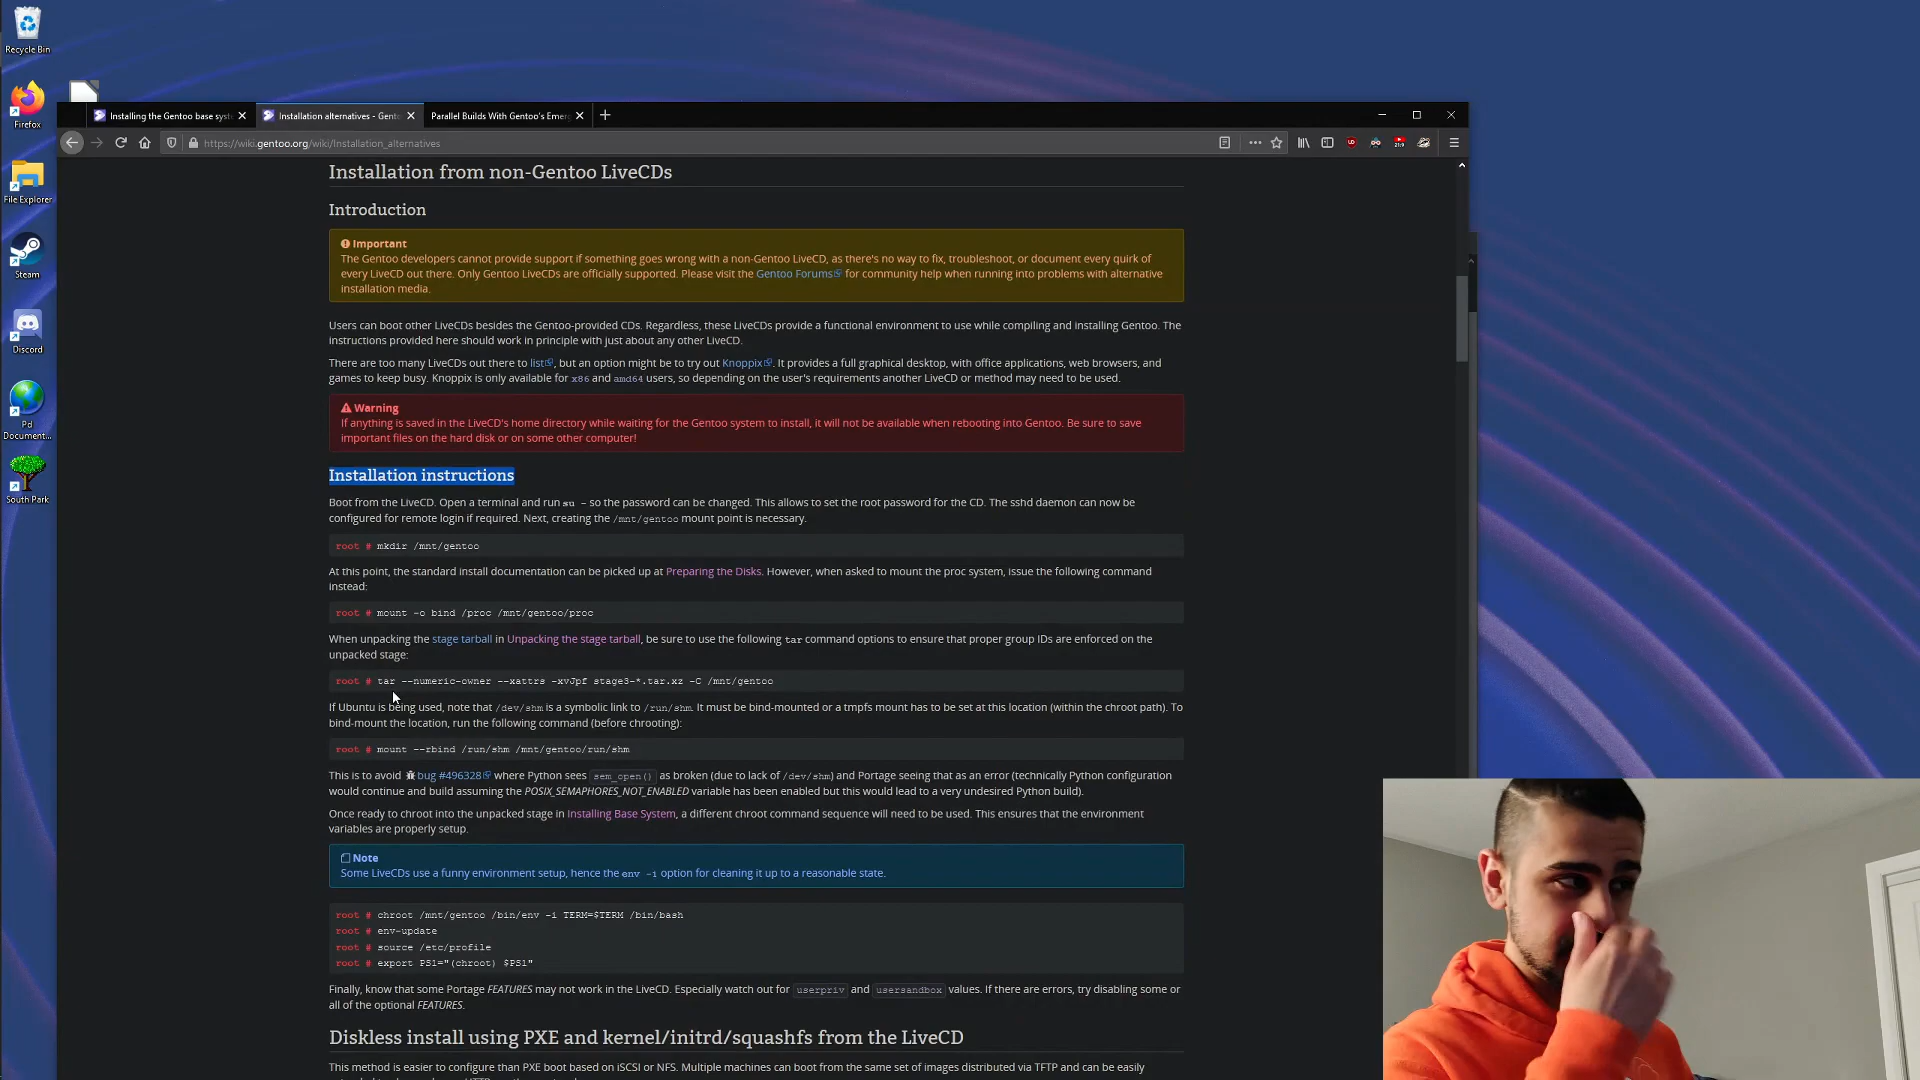 Recycle Bin
Firefox
File Explorer
Steam
Discord
Pd
Document...
South Park
Installing the Gentoo base syst
Installation alternatives - Gento
Parallel Builds With Gentoo's Emer
https://wiki.gentoo.org/wiki/Installation_alternatives
Installation from non-Gentoo LiveCDs
Introduction
Important
The Gentoo developers cannot provide support if something goes wrong with a non-Gentoo LiveCD, as there's no way to fix, troubleshoot, or document every quirk of
every LiveCD out there. Only Gentoo LiveCDs are officially supported. Please visit the Gentoo Forums for community help when running into problems with alternative
installation media.
Users can boot other LiveCDs besides the Gentoo-provided CDs. Regardless, these LiveCDs provide a functional environment to use while compiling and installing Gentoo. The
instructions provided here should work in principle with just about any other LiveCD.
There are too many LiveCDs out there to list, but an option might be to try out Knoppix. It provides a full graphical desktop, with office applications, web browsers, and
games to keep busy. Knoppix is only available for x86 and amd64 users, so depending on the user's requirements another LiveCD or method may need to be used.
Warning
If anything is saved in the LiveCD's home directory while waiting for the Gentoo system to install, it will not be available when rebooting into Gentoo. Be sure to save
important files on the hard disk or on some other computer!
Installation instructions
Boot from the LiveCD. Open a terminal and run su - so the password can be changed. This allows to set the root password for the CD. The sshd daemon can now be
configured for remote login if required. Next, creating the /mnt/gentoo mount point is necessary.
root # mkdir /mnt/gentoo
At this point, the standard install documentation can be picked up at Preparing the Disks. However, when asked to mount the proc system, issue the following command
instead:
root # mount -o bind /proc /mnt/gentoo/proc
When unpacking the stage tarball in Unpacking the stage tarball, be sure to use the following tar command options to ensure that proper group IDs are enforced on the
unpacked stage:
root # tar --numeric-owner --xattrs -xvJpf stage3-*.tar.xz -C /mnt/gentoo
If Ubuntu is being used, note that /dev/shm is a symbolic link to /run/shm. It must be bind-mounted or a tmpfs mount has to be set at this location (within the chroot path). To
bind-mount the location, run the following command (before chrooting):
root # mount --rbind /run/shm /mnt/gentoo/run/shm
This is to avoid bug #496328 where Python sees sem_open() as broken (due to lack of /dev/shm) and Portage seeing that as an error (technically Python configuration
would continue and build assuming the POSIX_SEMAPHORES_NOT_ENABLED variable has been enabled but this would lead to a very undesired Python build).
Once ready to chroot into the unpacked stage in Installing Base System, a different chroot command sequence will need to be used. This ensures that the environment
variables are properly setup.
Note
Some LiveCDs use a funny environment setup, hence the env -i option for cleaning it up to a reasonable state.
root # chroot /mnt/gentoo /bin/env -i TERM=$TERM /bin/bash
root # env-update
root # source /etc/profile
root # export PS1="(chroot) $PS1"
Finally, know that some Portage FEATURES may not work in the LiveCD. Especially watch out for userpriv and usersandbox values. If there are errors, try disabling some or
all of the optional FEATURES.
Diskless install using PXE and kernel/initrd/squashfs from the LiveCD
This method is easier to configure than PXE boot based on iSCSI or NFS. Multiple machines can boot from the same set of images distributed via TFTP and can be easily